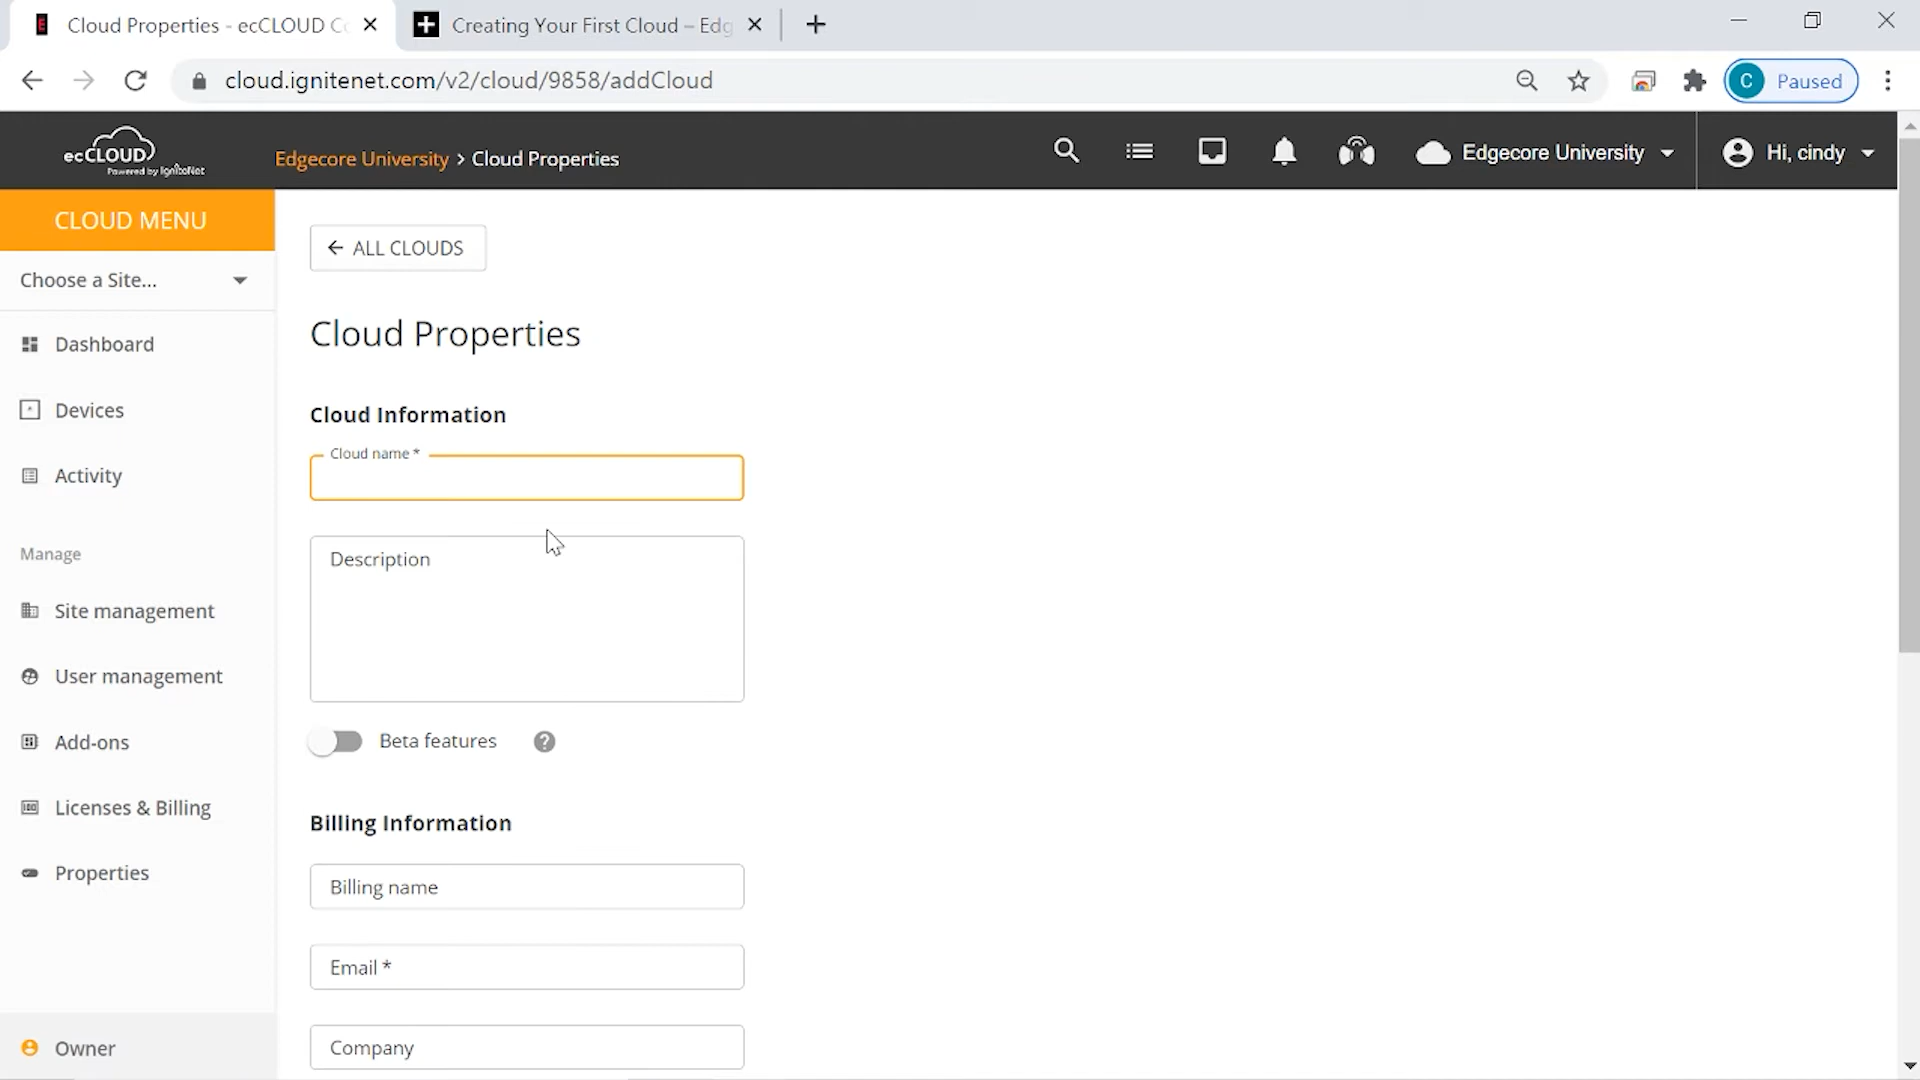 Cloud Properties - ecCLOUD C
Creating Your First Cloud – Edg
cloud.ignitenet.com/v2/cloud/9858/addCloud
C Paused
ecCLOUD
Powered by IgniteNet
Edgecore University > Cloud Properties
Edgecore University
Hi, cindy
CLOUD MENU
Choose a Site...
Dashboard
Devices
Activity
Manage
Site management
User management
Add-ons
Licenses & Billing
Properties
Owner
← ALL CLOUDS
Cloud Properties
Cloud Information
Cloud name *
Description
Beta features ?
Billing Information
Billing name
Email *
Company